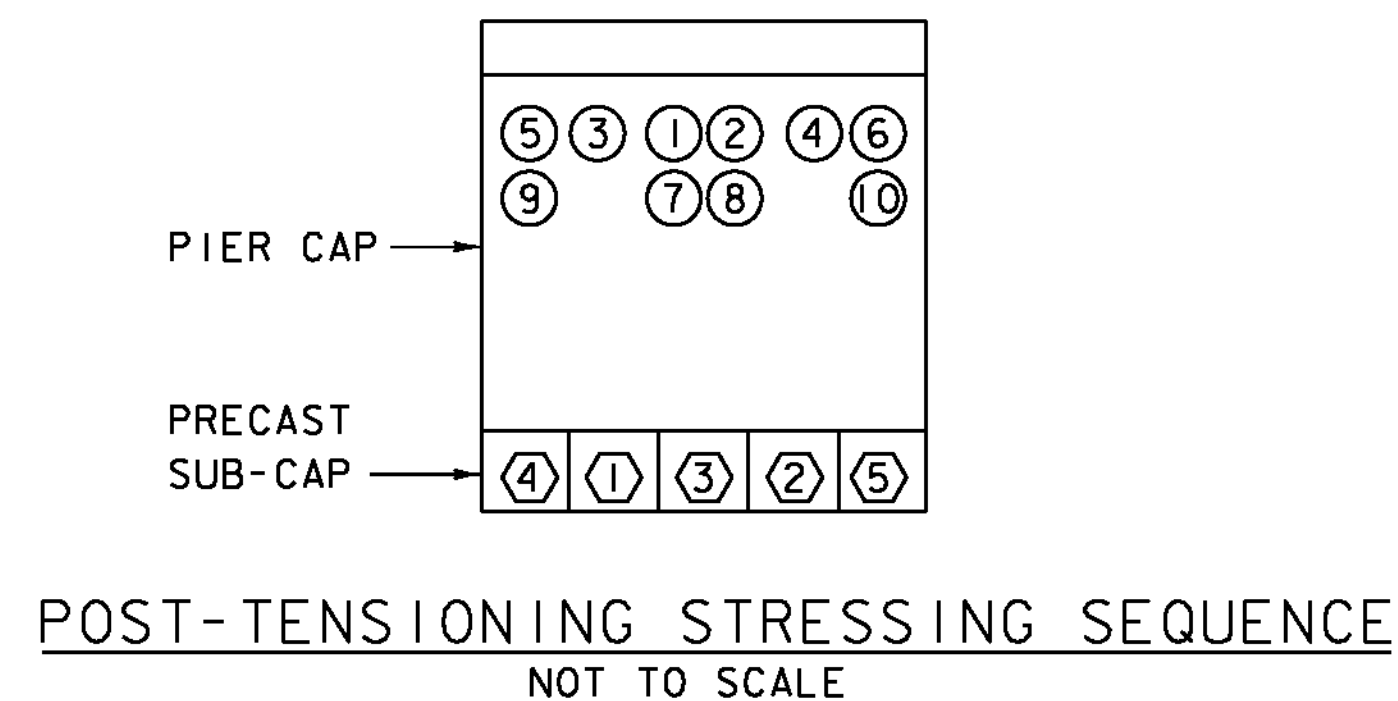 5 3 1 2 4 6
9 7 8 10
PIER CAP
PRECAST
SUB-CAP
4 1 3 2 5
POST-TENSIONING STRESSING SEQUENCE
NOT TO SCALE